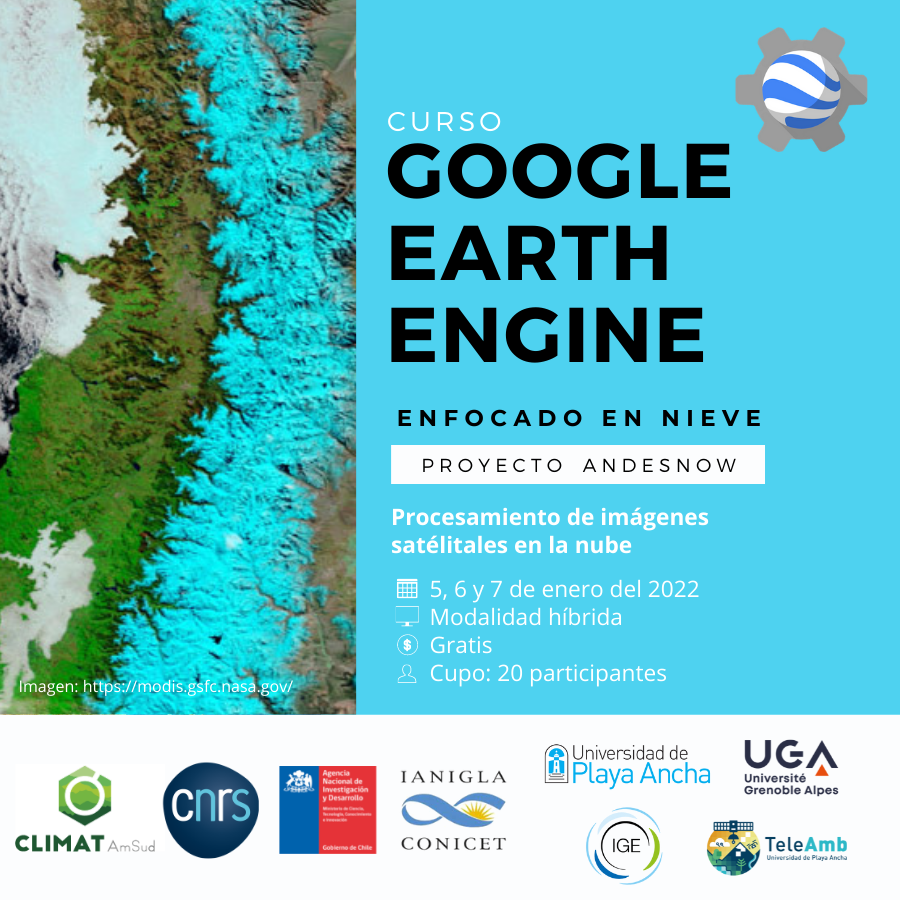 CURSO
GOOGLE
EARTH
ENGINE
ENFOCADO EN NIEVE
PROYECTO ANDESNOW
Procesamiento de imágenes
satélitales en la nube
5, 6 y 7 de enero del 2022
Modalidad híbrida
Gratis
Cupo: 20 participantes
Imagen: https://modis.gsfc.nasa.gov/
CLIMAT AmSud
cnrs
Agencia
Nacional de
Investigación
y Desarrollo
Ministerio de Ciencia,
Tecnología, Conocimiento
e Innovación
Gobierno de Chile
IANIGLA
CONICET
Universidad de
Playa Ancha
UGA
Université
Grenoble Alpes
IGE
TeleAmb
Universidad de Playa Ancha